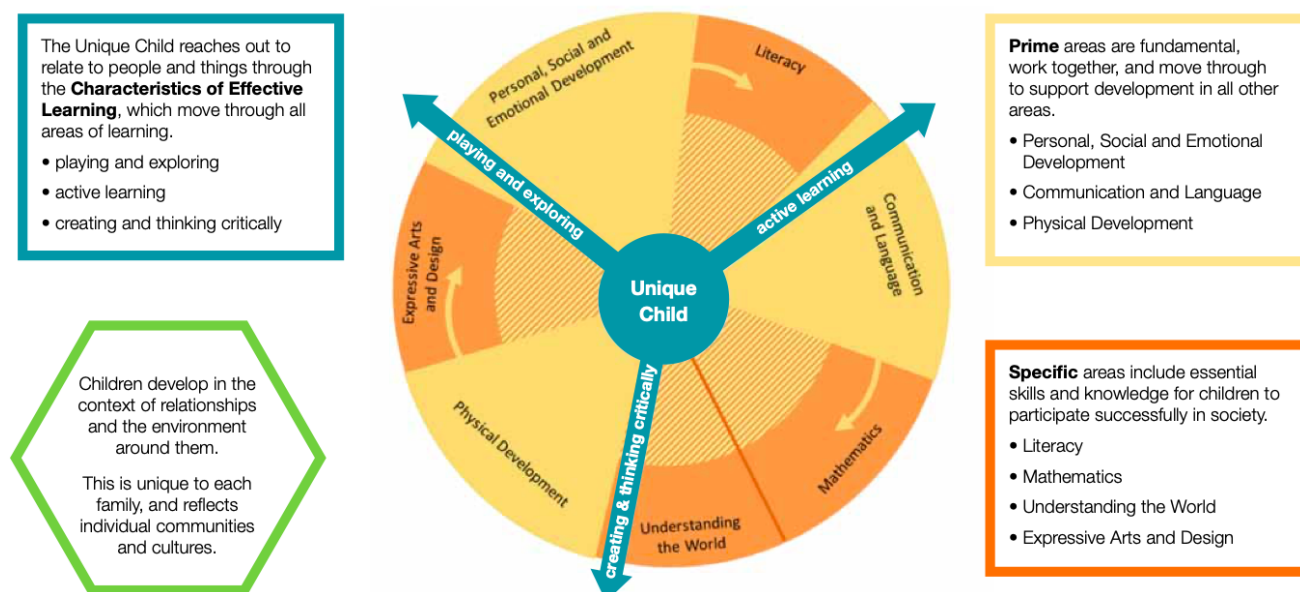 The Unique Child reaches out to
relate to people and things through
the Characteristics of Effective
Learning, which move through all
areas of learning.
• playing and exploring
• active learning
• creating and thinking critically
Children develop in the
context of relationships
and the environment
around them.
This is unique to each
family, and reflects
individual communities
and cultures.
Personal, Social and
Emotional Development
Literacy
playing and exploring
active learning
Communication
and Language
Expressive Arts
and Design
Unique
Child
Physical Development
creating & thinking critically
Mathematics
Understanding
the World
Prime areas are fundamental,
work together, and move through
to support development in all other
areas.
• Personal, Social and Emotional
Development
• Communication and Language
• Physical Development
Specific areas include essential
skills and knowledge for children to
participate successfully in society.
• Literacy
• Mathematics
• Understanding the World
• Expressive Arts and Design